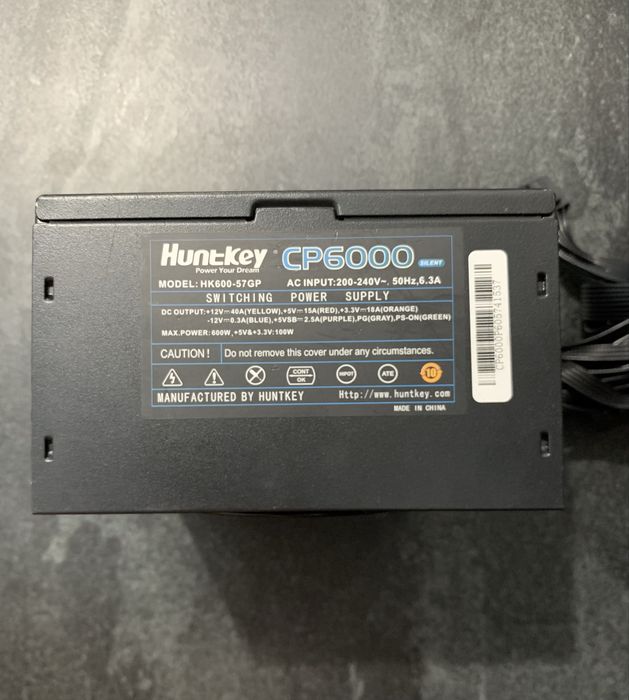 Huntkey CP6000 SILENT
Power Your Dream
MODEL: HK600-57GP AC INPUT:200-240V~, 50Hz,6.3A
SWITCHING POWER SUPPLY
DC OUTPUT:+12V⎓40A(YELLOW),+5V⎓15A(RED),+3.3V⎓18A(ORANGE)
-12V⎓0.3A(BLUE),+5VSB⎓2.5A(PURPLE),PG(GRAY),PS-ON(GREEN)
MAX.POWER: 600W,+5V&+3.3V:100W
CAUTION ! Do not remove this cover under any circumstances.
CONT OK
HIPOT
ATE
10
MANUFACTURED BY HUNTKEY Http://www.huntkey.com
MADE IN CHINA